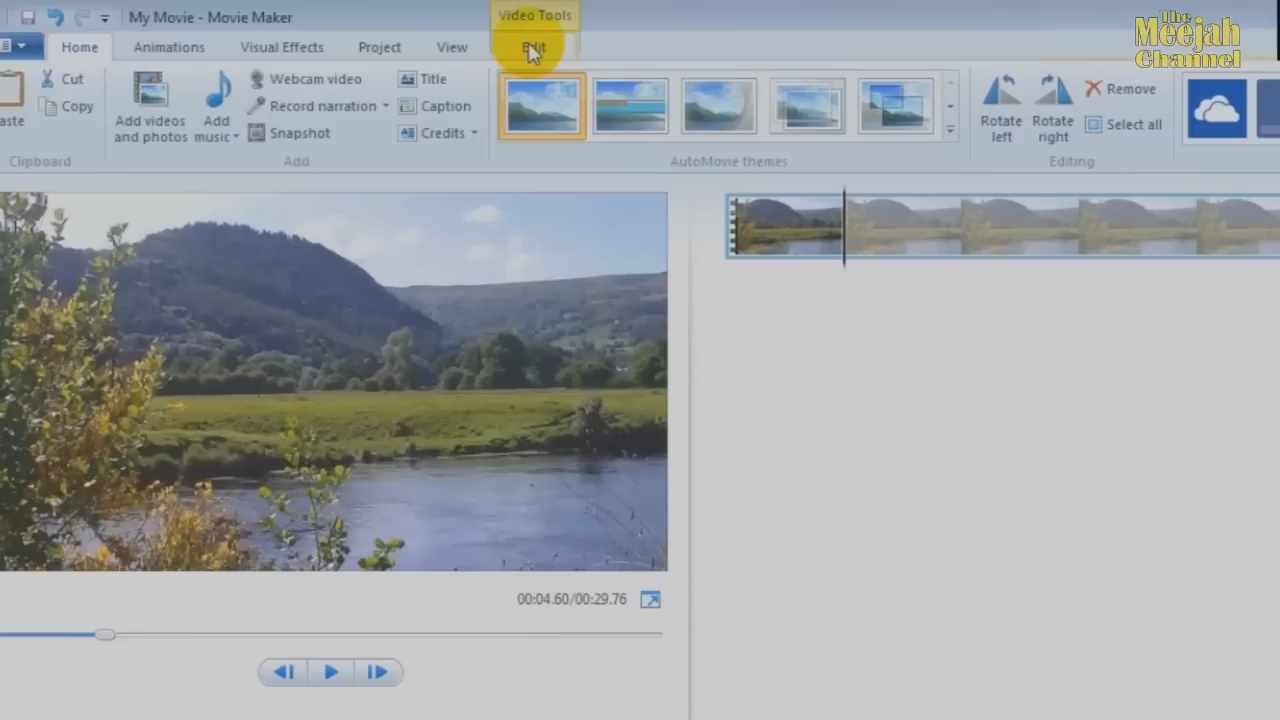 My Movie - Movie Maker
Video Tools
The
Meejah
Channel
Home
Animations
Visual Effects
Project
View
Edit
aste
Cut
Copy
Clipboard
Add videos
and photos
Add
music
Webcam video
Record narration
Snapshot
Title
Caption
Credits
Add
AutoMovie themes
Rotate
left
Rotate
right
Remove
Select all
Editing
00:04.60/00:29.76